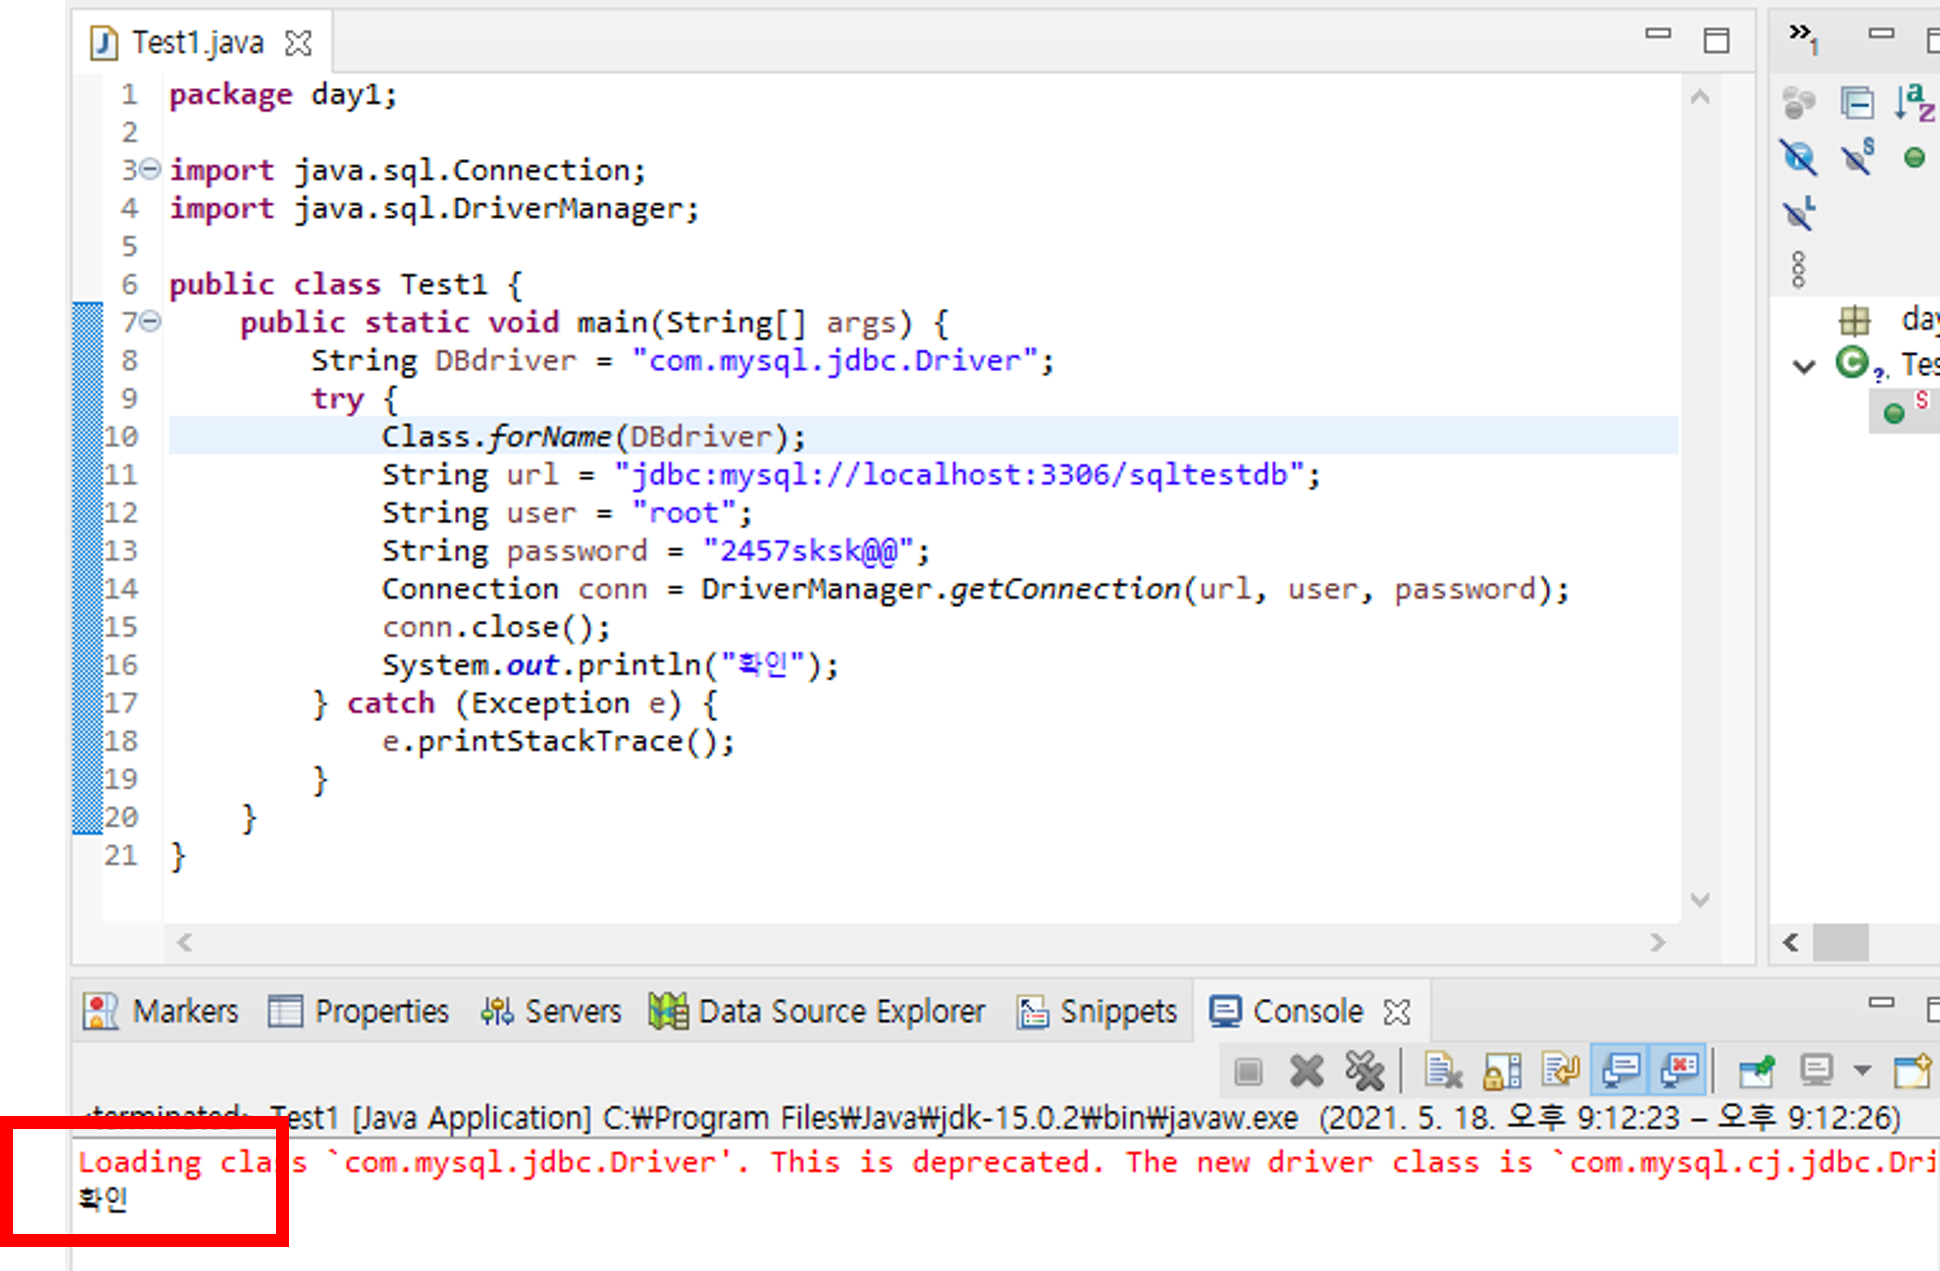 Test1.java
1 package day1;
2
3 import java.sql.Connection;
4 import java.sql.DriverManager;
5
6 public class Test1 {
7     public static void main(String[] args) {
8         String DBdriver = "com.mysql.jdbc.Driver";
9         try {
10             Class.forName(DBdriver);
11             String url = "jdbc:mysql://localhost:3306/sqltestdb";
12             String user = "root";
13             String password = "2457sksk@@";
14             Connection conn = DriverManager.getConnection(url, user, password);
15             conn.close();
16             System.out.println("확인");
17         } catch (Exception e) {
18             e.printStackTrace();
19         }
20     }
21 }
Markers Properties Servers Data Source Explorer Snippets Console
<terminated> Test1 [Java Application] C:₩Program Files₩Java₩jdk-15.0.2₩bin₩javaw.exe (2021. 5. 18. 오후 9:12:23 – 오후 9:12:26)
Loading class `com.mysql.jdbc.Driver'. This is deprecated. The new driver class is `com.mysql.cj.jdbc.Dri
확인